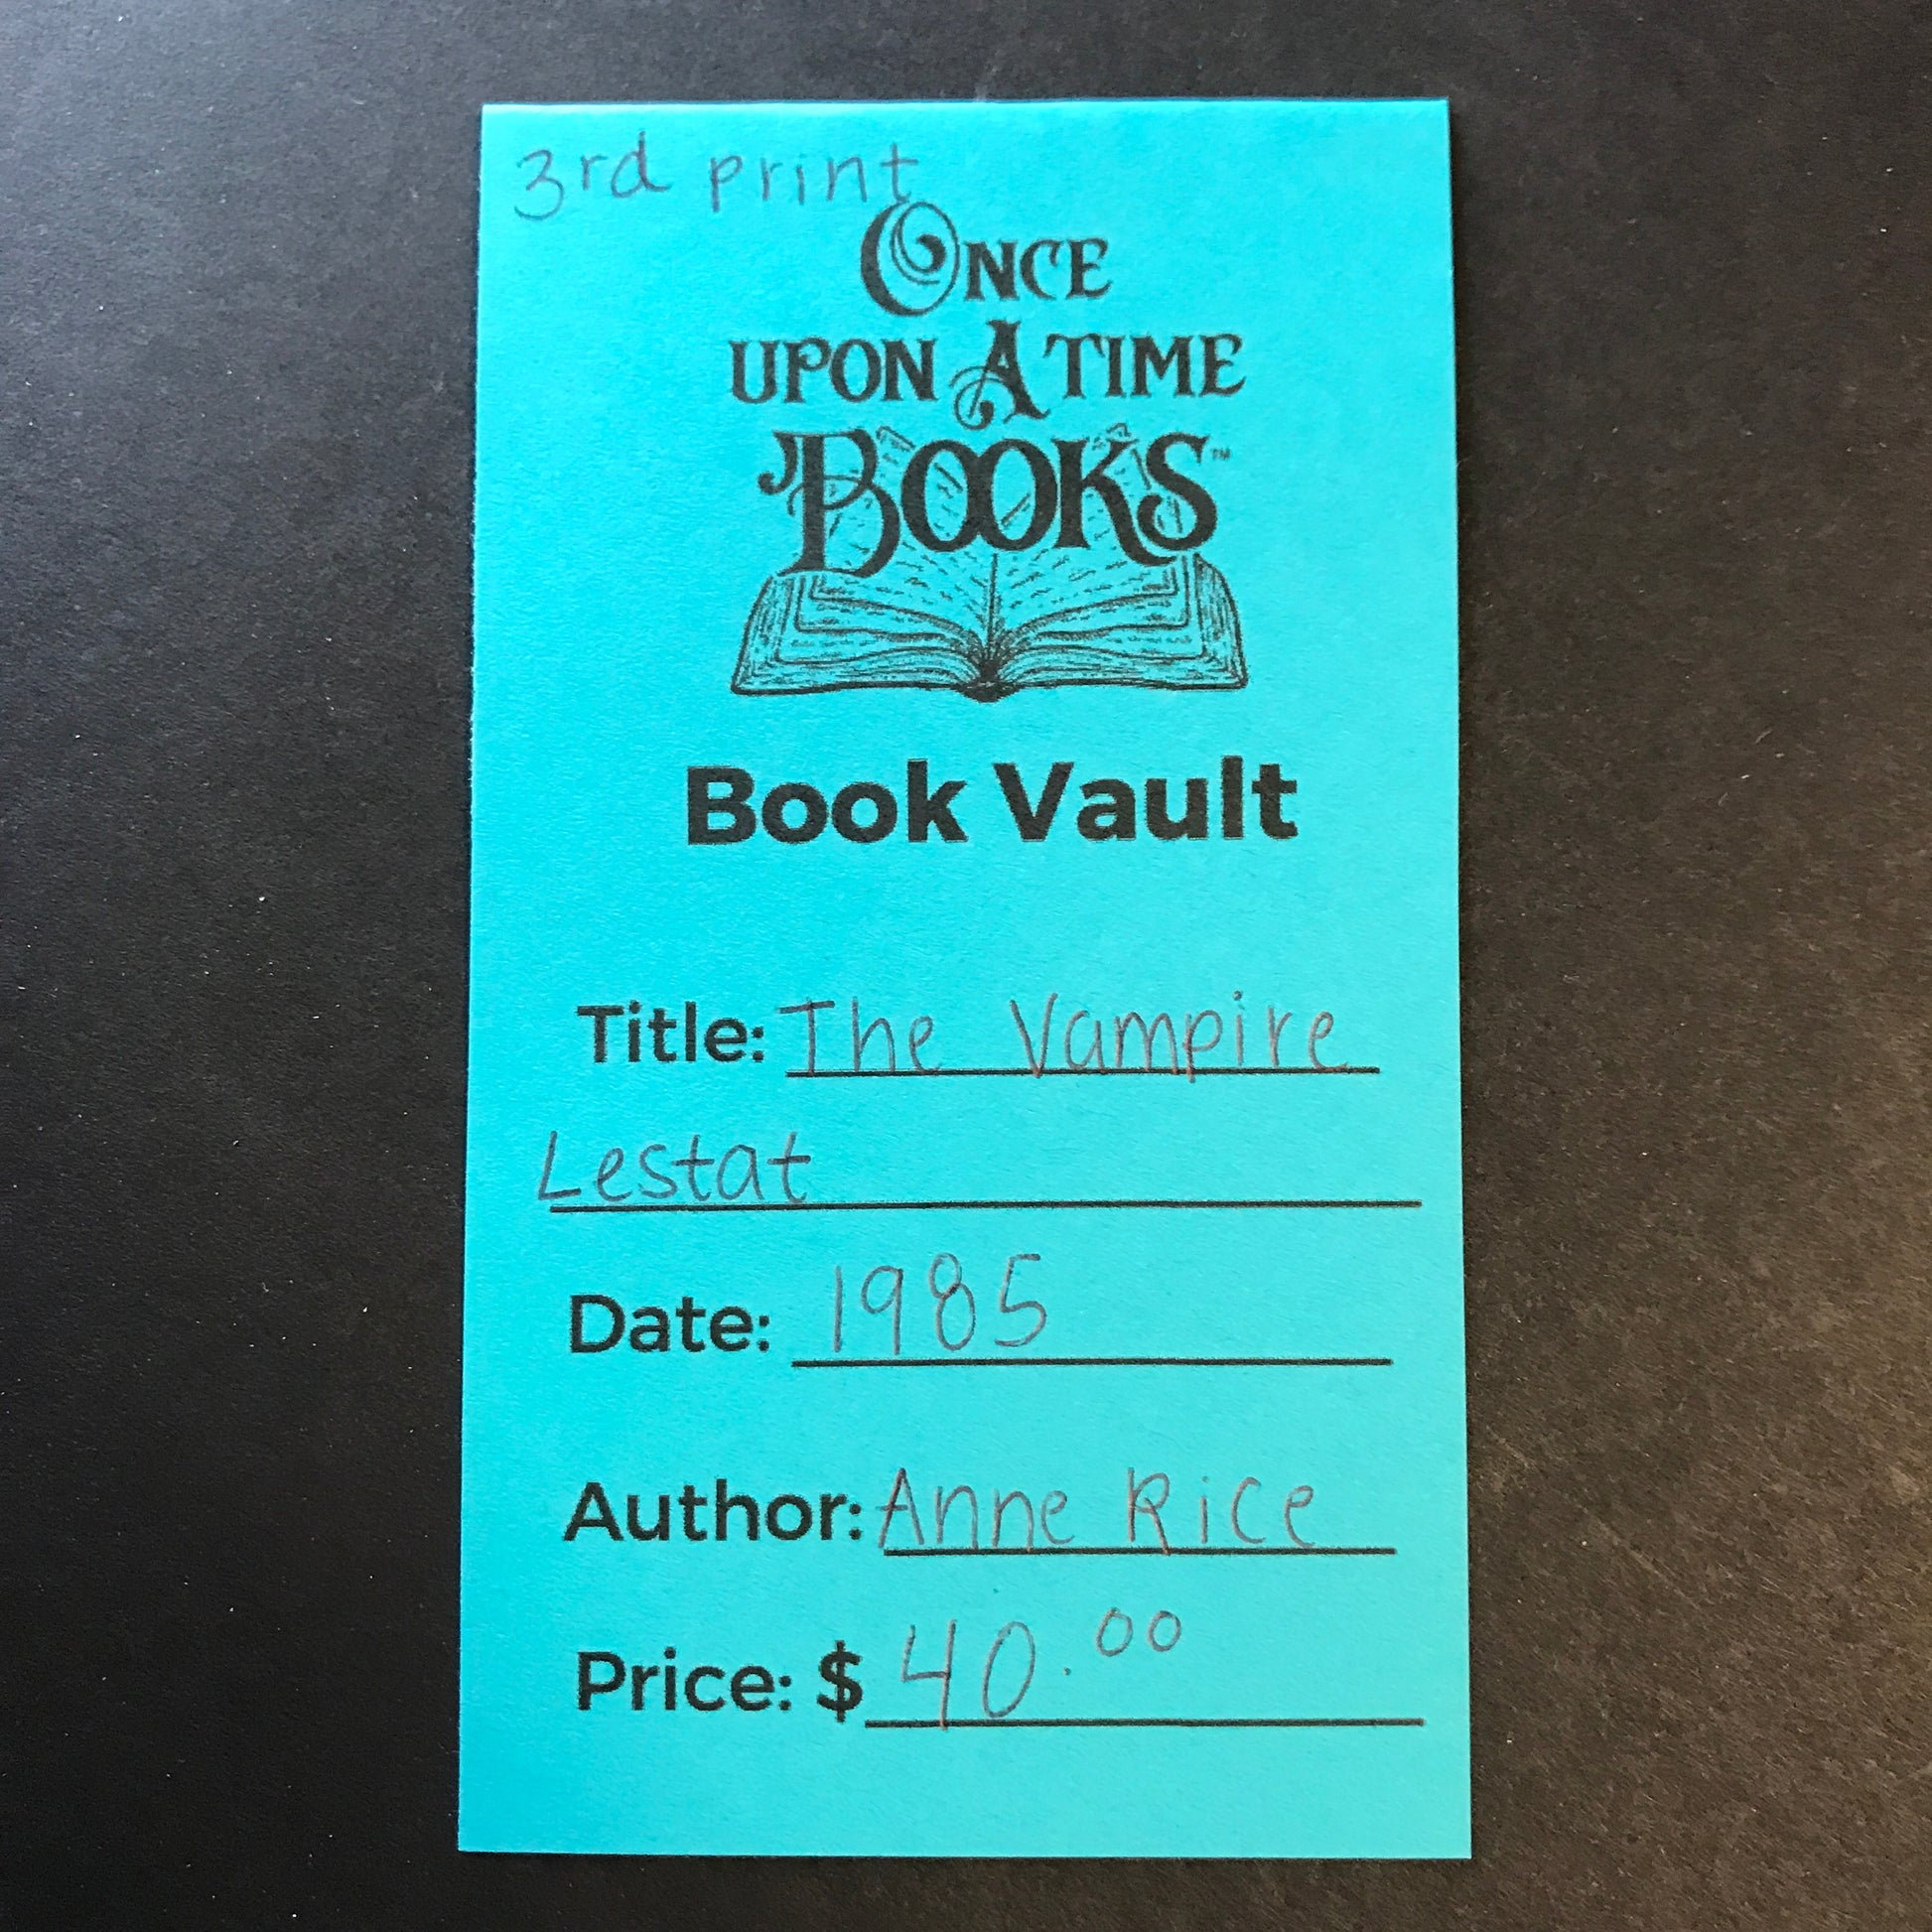 3rd print
ONCE
UPON A TIME
BOOKS™
Book Vault
Title: The Vampire
Lestat
Date: 1985
Author: Anne Rice
Price: $ 40.00